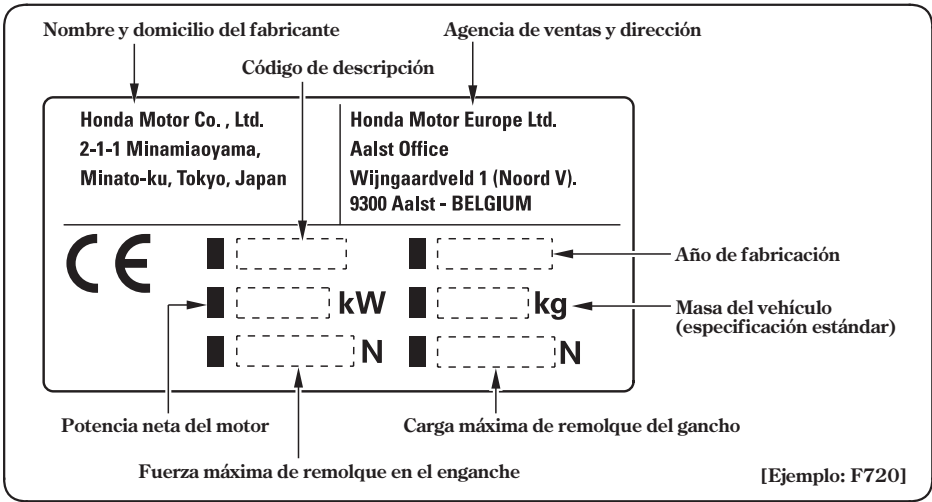 Nombre y domicilio del fabricante
Agencia de ventas y dirección
Código de descripción
Honda Motor Co. , Ltd.
2-1-1 Minamiaoyama,
Minato-ku, Tokyo, Japan
Honda Motor Europe Ltd.
Aalst Office
Wijngaardveld 1 (Noord V).
9300 Aalst - BELGIUM
CE
Año de fabricación
kW
kg
Masa del vehículo
(especificación estándar)
N
N
Potencia neta del motor
Carga máxima de remolque del gancho
Fuerza máxima de remolque en el enganche
[Ejemplo: F720]